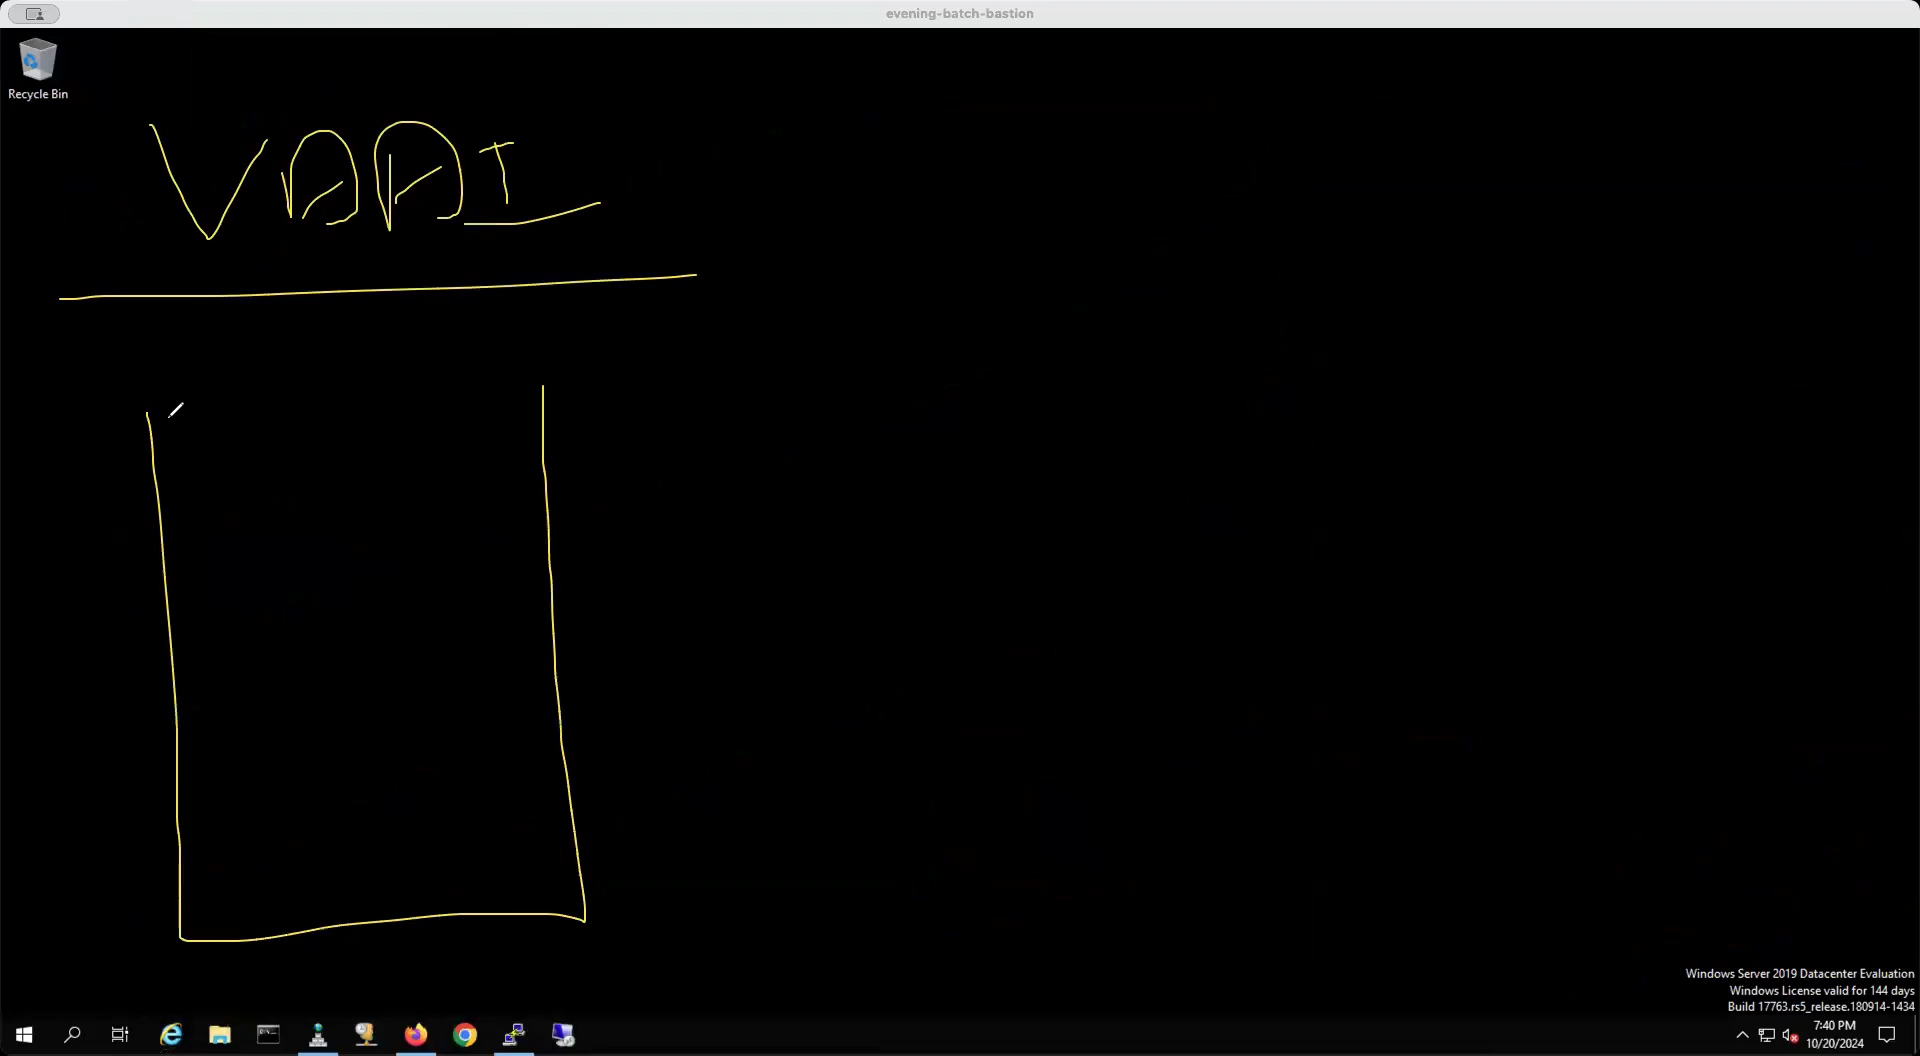 evening-batch-bastion
Recycle Bin
VAAI
Windows Server 2019 Datacenter Evaluation
Windows License valid for 144 days
Build 17763.rs5_release.180914-1434
7:40 PM
10/20/2024